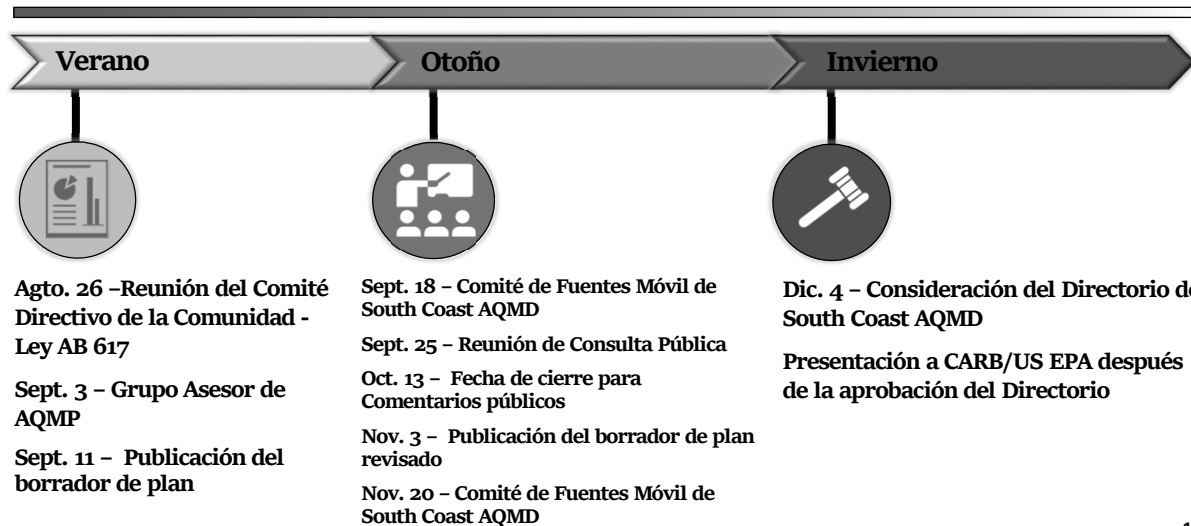 Verano
Otoño
Invierno
Agto. 26 –Reunión del Comité
Directivo de la Comunidad -
Ley AB 617
Sept. 3 – Grupo Asesor de
AQMP
Sept. 11 – Publicación del
borrador de plan
Sept. 18 – Comité de Fuentes Móvil de
South Coast AQMD
Sept. 25 – Reunión de Consulta Pública
Oct. 13 – Fecha de cierre para
Comentarios públicos
Nov. 3 – Publicación del borrador de plan
revisado
Nov. 20 – Comité de Fuentes Móvil de
South Coast AQMD
Dic. 4 – Consideración del Directorio
South Coast AQMD
Presentación a CARB/US EPA después
de la aprobación del Directorio